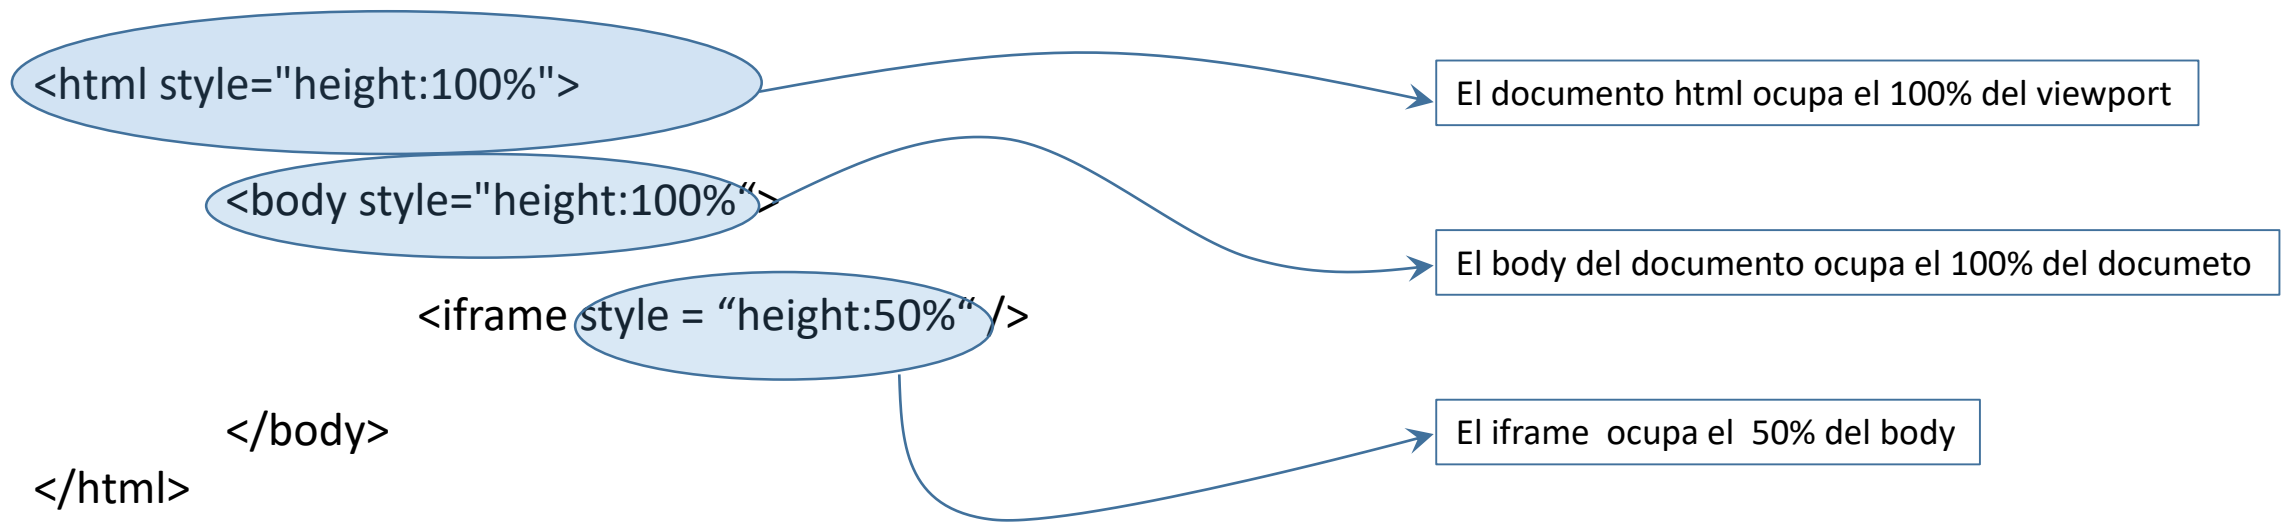 <html style="height:100%">
El documento html ocupa el 100% del viewport
<body style="height:100%“>
El body del documento ocupa el 100% del documeto
<iframe style = “height:50%“ />
El iframe  ocupa el  50% del body
</body>
</html>